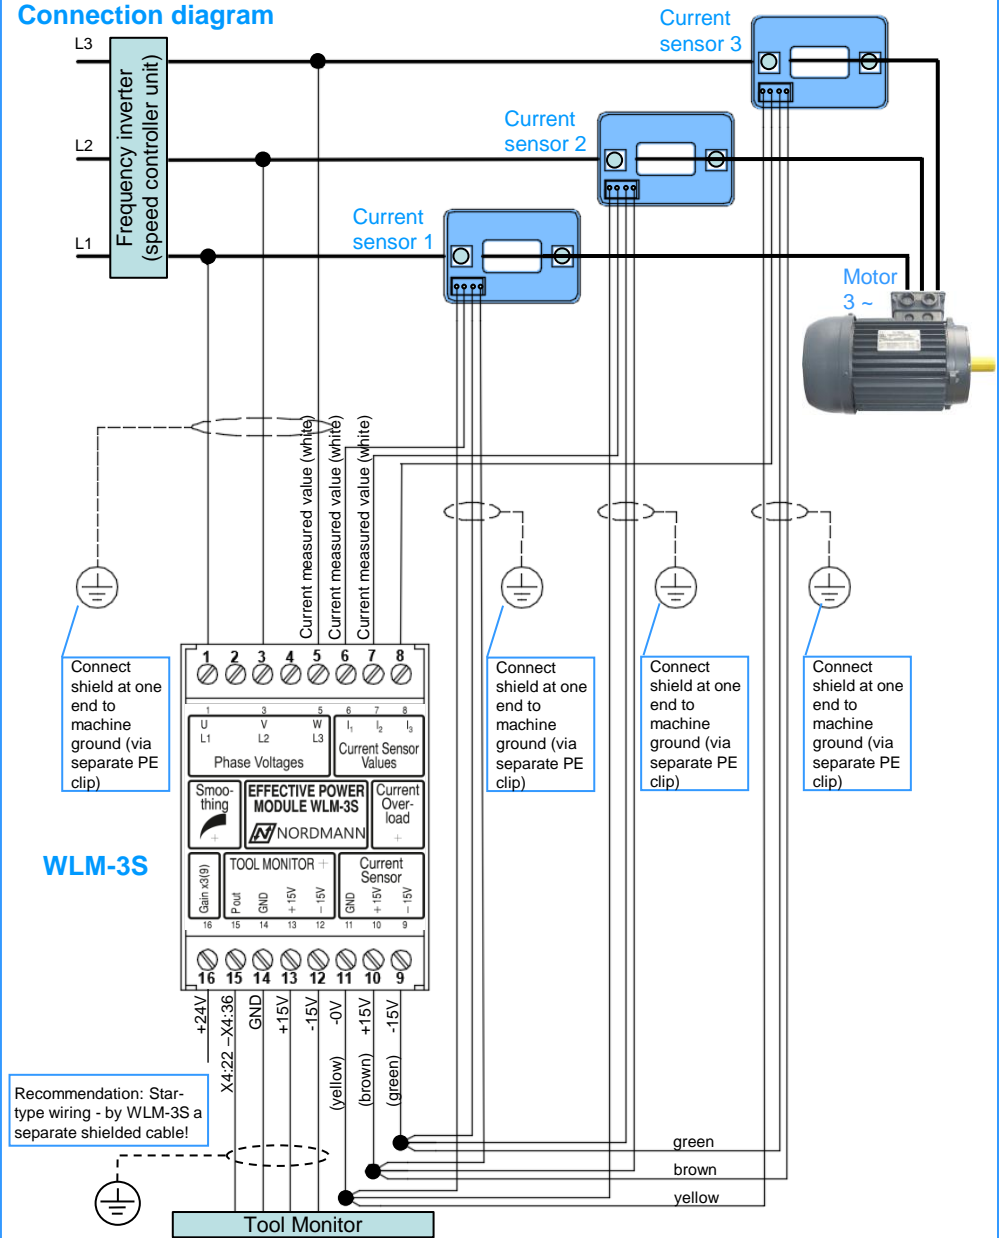 Connection diagram
L3
L2
L1
Frequency inverter
(speed controller unit)
Current
sensor 3
Current
sensor 2
Current
sensor 1
Motor
3 ~
Current measured value (white)
Current measured value (white)
Current measured value (white)
Connect
shield at one
end to
machine
ground (via
separate PE
clip)
Connect
shield at one
end to
machine
ground (via
separate PE
clip)
Connect
shield at one
end to
machine
ground (via
separate PE
clip)
Connect
shield at one
end to
machine
ground (via
separate PE
clip)
WLM-3S
1 2 3 4 5 6 7 8
1 3 5 6 7 8
U V W I1 I2 I3
L1 L2 L3
Phase Voltages
Current Sensor
Values
Smoo-
thing
+
EFFECTIVE POWER
MODULE WLM-3S
NORDMANN
Current
Over-
load
+
Gain x3(9)
TOOL MONITOR +
Pout
GND
+ 15V
– 15V
Current
Sensor
GND
+ 15V
– 15V
16 15 14 13 12 11 10 9
16 15 14 13 12 11 10 9
+24V
X4:22 –X4:36
GND
+15V
-15V
-0V
+15V
-15V
(yellow)
(brown)
(green)
Recommendation: Star-
type wiring - by WLM-3S a
separate shielded cable!
green
brown
yellow
Tool Monitor